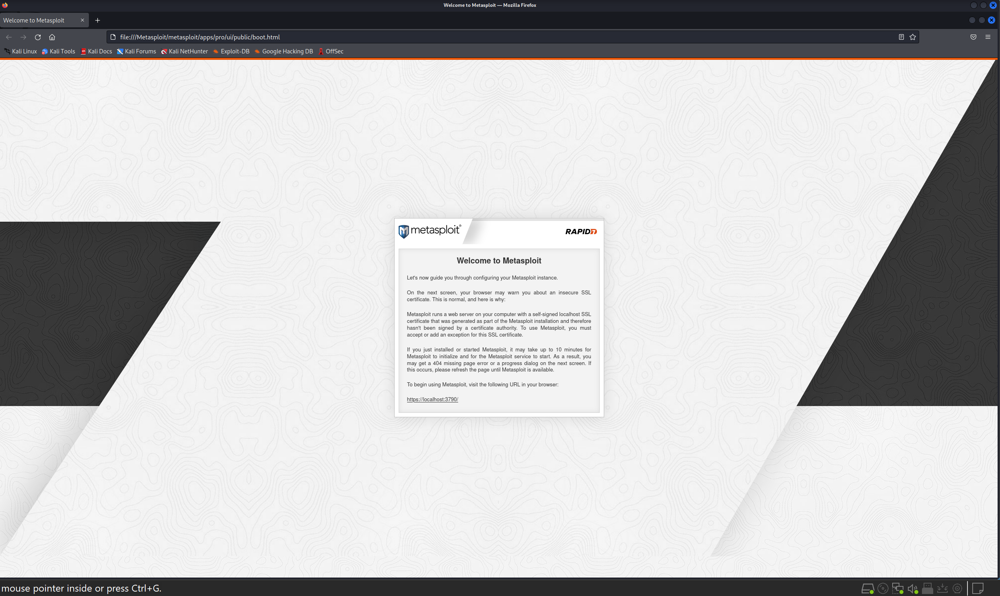 Welcome to Metasploit — Mozilla Firefox
Welcome to Metasploit
file:///Metasploit/metasploit/apps/pro/ui/public/boot.html
Kali Linux Kali Tools Kali Docs Kali Forums Kali NetHunter Exploit-DB Google Hacking DB OffSec
metasploit®
RAPID7
Welcome to Metasploit
Let's now guide you through configuring your Metasploit instance.
On the next screen, your browser may warn you about an insecure SSL
certificate. This is normal, and here is why:
Metasploit runs a web server on your computer with a self-signed localhost SSL
certificate that was generated as part of the Metasploit installation and therefore
hasn't been signed by a certificate authority. To use Metasploit, you must
accept or add an exception for this SSL certificate.
If you just installed or started Metasploit, it may take up to 10 minutes for
Metasploit to initialize and for the Metasploit service to start. As a result, you
may get a 404 missing page error or a progress dialog on the next screen. If
this occurs, please refresh the page until Metasploit is available.
To begin using Metasploit, visit the following URL in your browser:
https://localhost:3790/
mouse pointer inside or press Ctrl+G.